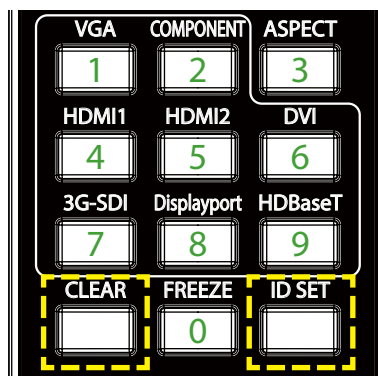 VGA COMPONENT ASPECT
1 2 3
HDMI1 HDMI2 DVI
4 5 6
3G-SDI Displayport HDBaseT
7 8 9
CLEAR FREEZE ID SET
0